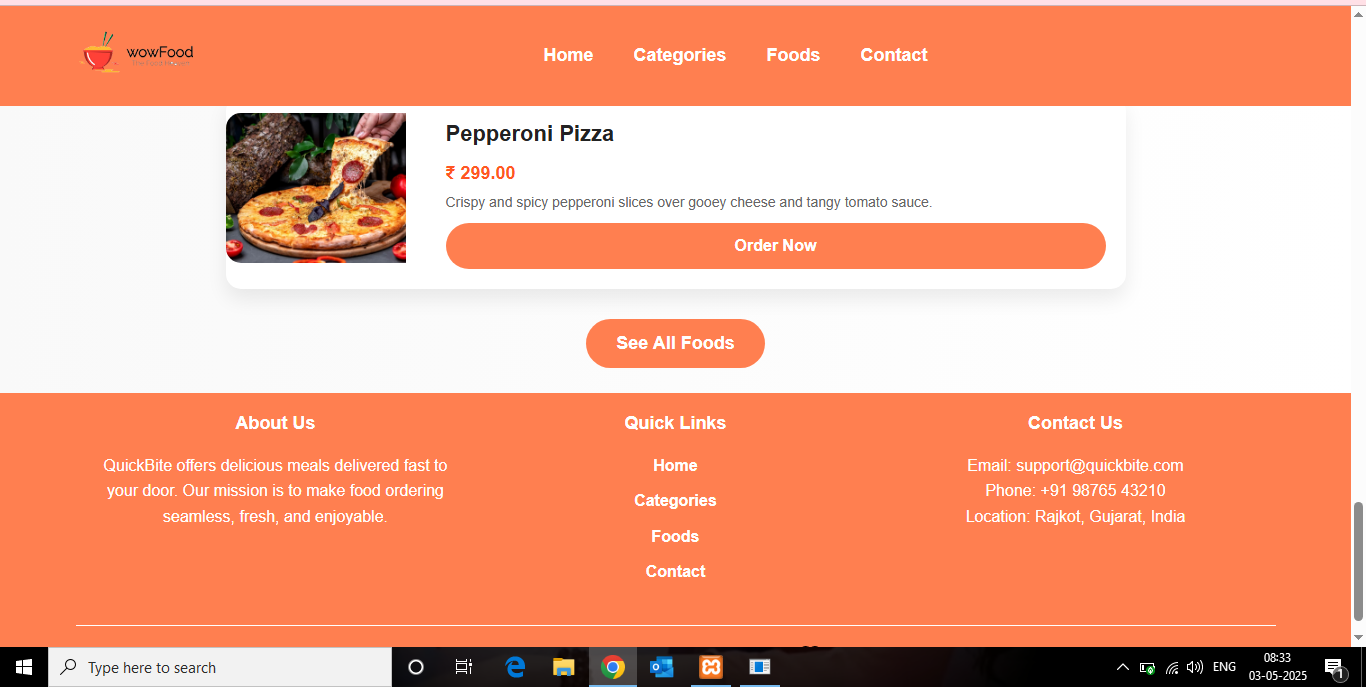 wowFood
Home Categories Foods Contact
Pepperoni Pizza
₹ 299.00
Crispy and spicy pepperoni slices over gooey cheese and tangy tomato sauce.
Order Now
See All Foods
About Us
QuickBite offers delicious meals delivered fast to
your door. Our mission is to make food ordering
seamless, fresh, and enjoyable.
Quick Links
Home
Categories
Foods
Contact
Contact Us
Email: support@quickbite.com
Phone: +91 98765 43210
Location: Rajkot, Gujarat, India
Type here to search
ENG
08:33
03-05-2025
1